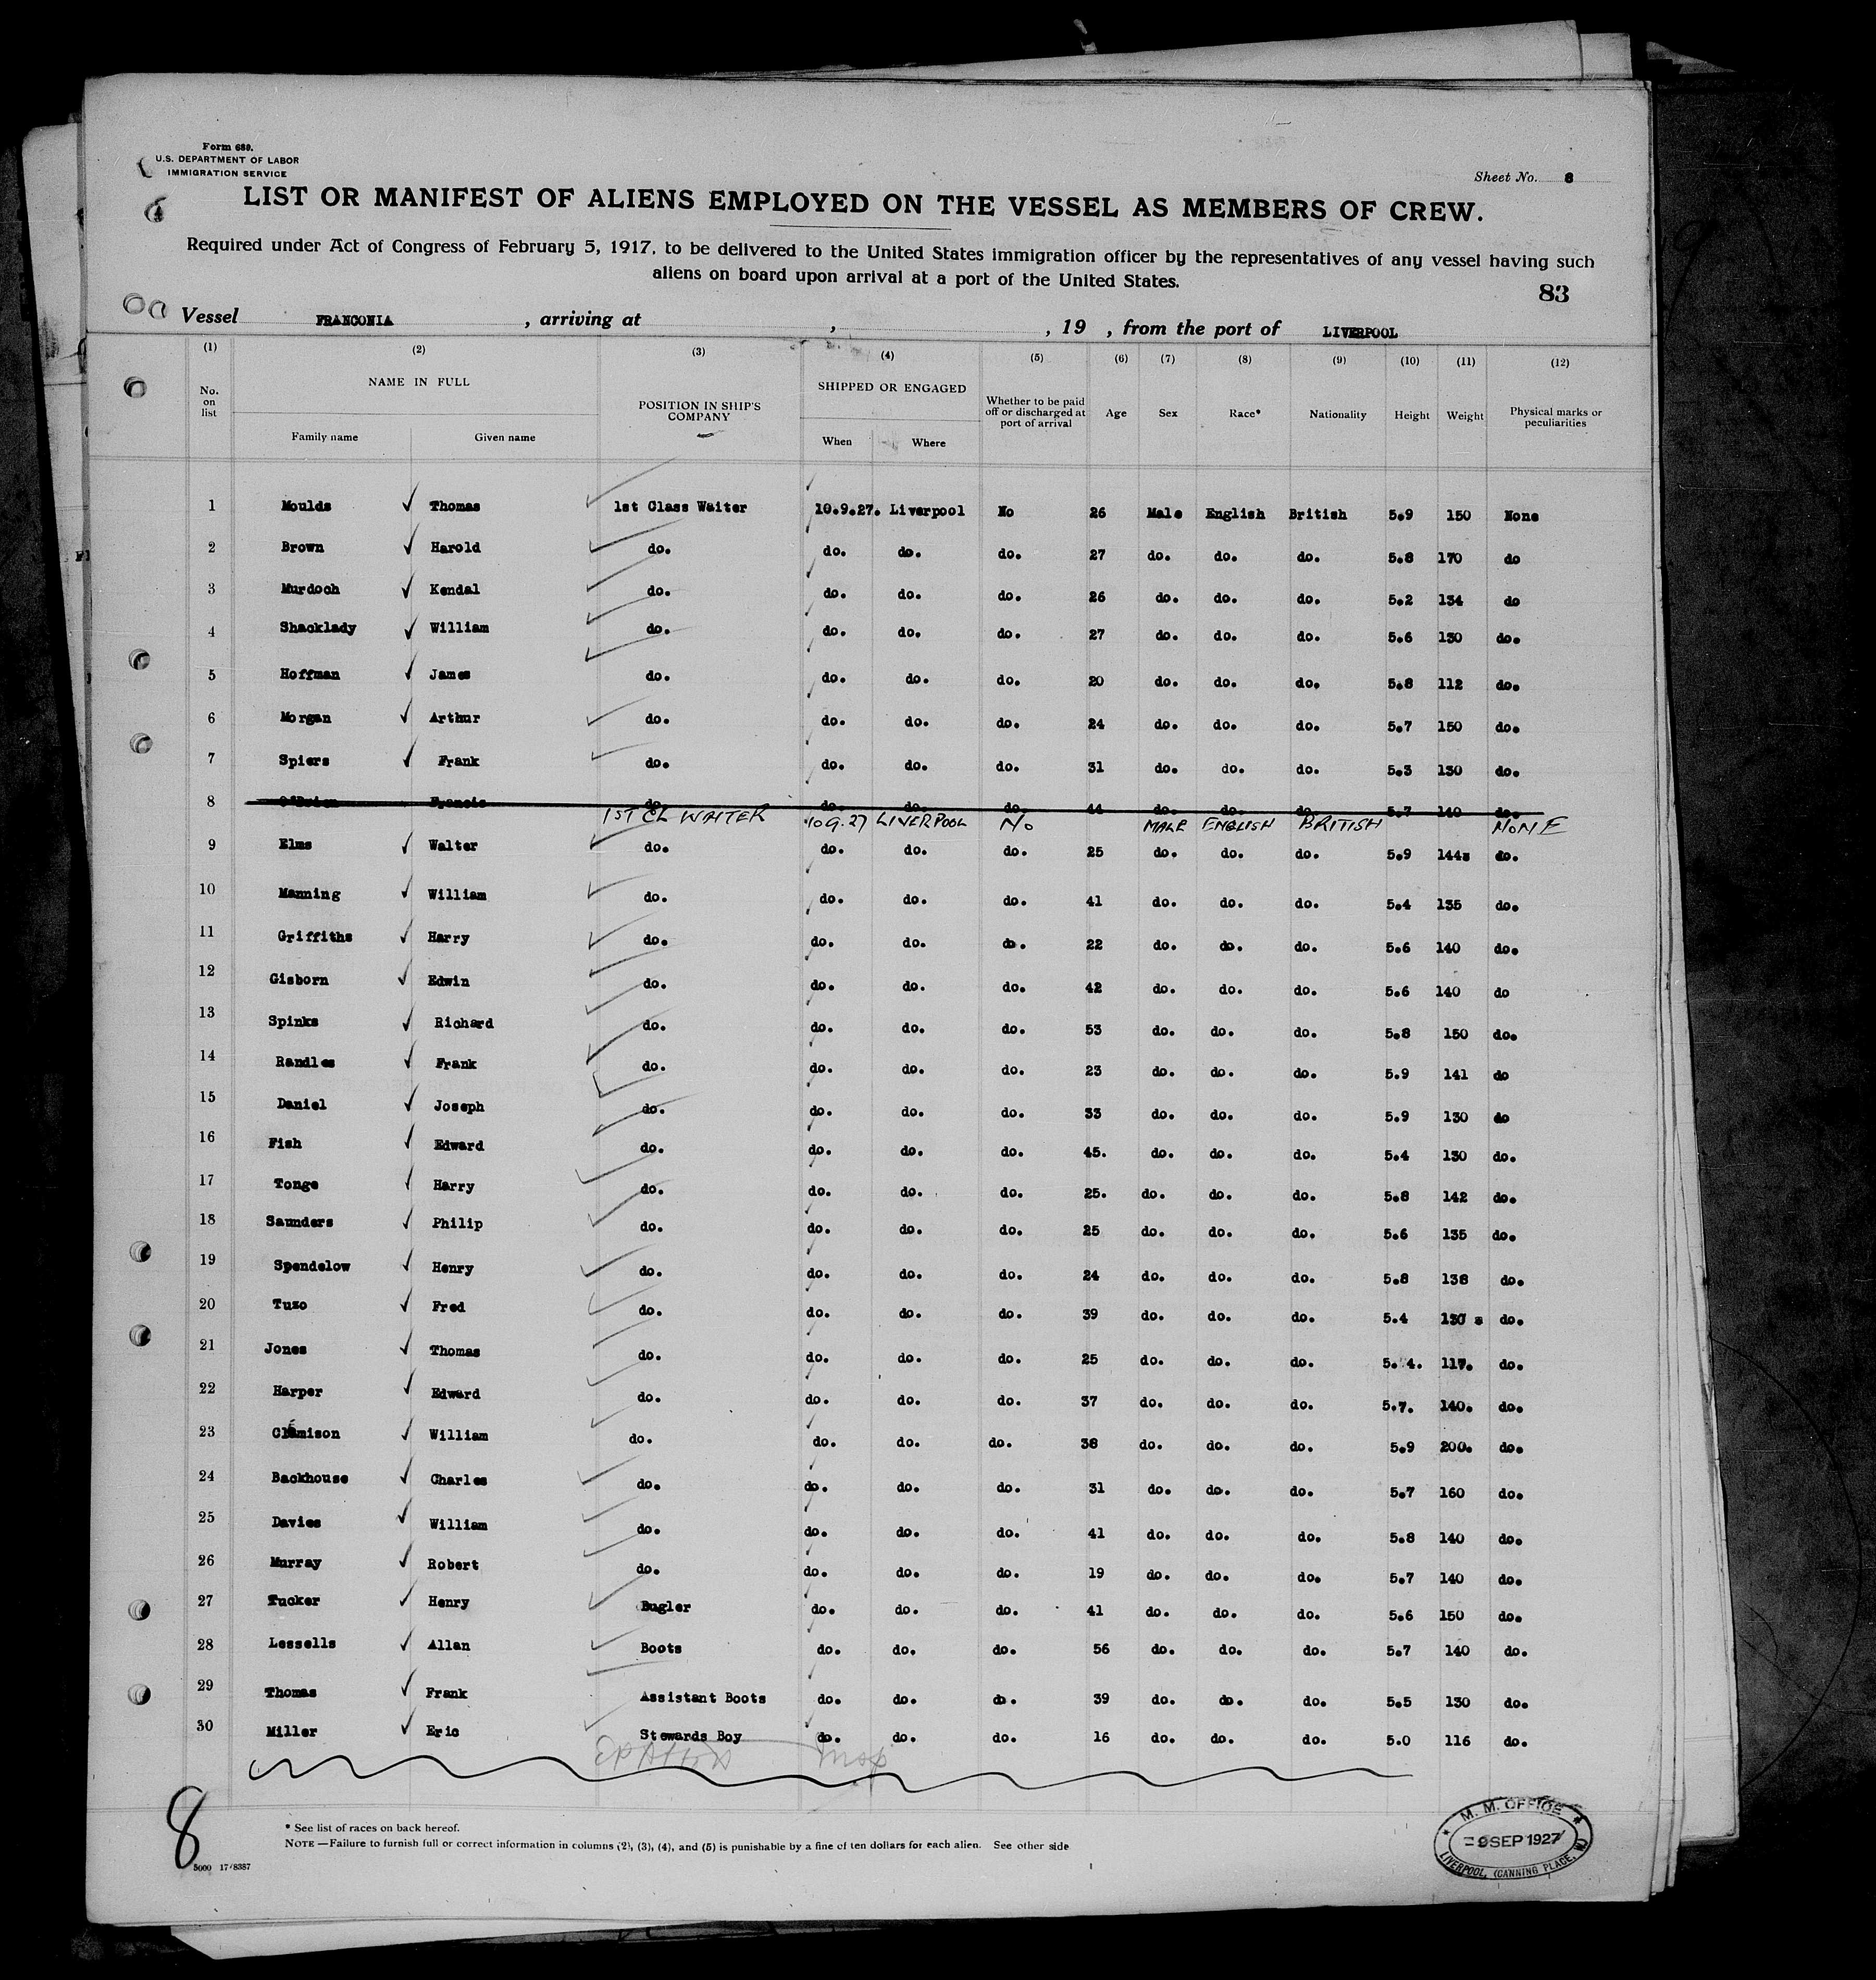 Form 689.
U.S. DEPARTMENT OF LABOR
IMMIGRATION SERVICE
Sheet No. 8
LIST OR MANIFEST OF ALIENS EMPLOYED ON THE VESSEL AS MEMBERS OF CREW.
Required under Act of Congress of February 5, 1917, to be delivered to the United States immigration officer by the representatives of any vessel having such
aliens on board upon arrival at a port of the United States.
83
Vessel FRANCONIA , arriving at , , 19 , from the port of LIVERPOOL
(1) (2) (3) (4) (5) (6) (7) (8) (9) (10) (11) (12)
No. on list NAME IN FULL Family name Given name POSITION IN SHIP'S COMPANY SHIPPED OR ENGAGED When Where Whether to be paid off or discharged at port of arrival Age Sex Race* Nationality Height Weight Physical marks or peculiarities
1 Moulds Thomas 1st Class Waiter 10.9.27. Liverpool No 26 Male English British 5.9 150 None
2 Brown Harold do. do. do. do. 27 do. do. do. 5.8 170 do
3 Murdoch Kendal do. do. do. do. 26 do. do. do. 5.2 134 do
4 Shacklady William do. do. do. do. 27 do. do. do. 5.6 130 do.
5 Hoffman James do. do. do. do. 20 do. do. do. 5.8 112 do.
6 Morgan Arthur do. do. do. do. 24 do. do. do. 5.7 150 do.
7 Spiers Frank do. do. do. do. 31 do. do. do. 5.3 130 do.
8 O'Brien Francis do. do. do. do. 44 do. do. do. 5.7 140 do.
1ST CL WAITER 10.9.27 LIVERPOOL No MALE ENGLISH BRITISH NONE
9 Elms Walter do. do. do. do. 25 do. do. do. 5.9 144 do.
10 Manning William do. do. do. do. 41 do. do. do. 5.4 135 do.
11 Griffiths Harry do. do. do. do. 22 do. do. do. 5.6 140 do.
12 Gisborn Edwin do. do. do. do. 42 do. do. do. 5.6 140 do
13 Spinks Richard do. do. do. do. 53 do. do. do. 5.8 150 do.
14 Randles Frank do. do. do. do. 23 do. do. do. 5.9 141 do
15 Daniel Joseph do. do. do. do. 33 do. do. do. 5.9 130 do
16 Fish Edward do. do. do. do. 45. do. do. do. 5.4 130 do.
17 Tonge Harry do. do. do. do. 25. do. do. do. 5.8 142 do.
18 Saunders Philip do. do. do. do. 25 do. do. do. 5.6 135 do.
19 Spendelow Henry do. do. do. do. 24 do. do. do. 5.8 138 do.
20 Tuzo Fred do. do. do. do. 39 do. do. do. 5.4 130 do.
21 Jones Thomas do. do. do. do. 25 do. do. do. 5. 4. 117. do.
22 Harper Edward do. do. do. do. 37 do. do. do. 5.7. 140. do.
23 William do. do. do. do. 38 do. do. do. 5.9 200. do.
24 Backhouse Charles do. do. do. do. 31 do. do. do. 5.7 160 do.
25 Davies William do. do. do. do. 41 do. do. do. 5.8 140 do.
26 Murray Robert do. do. do. do. 19 do. do. do. 5.7 140 do.
27 Tucker Henry Bugler do. do. do. 41 do. do. do. 5.6 150 do.
28 Lessells Allan Boots do. do. do. 56 do. do. do. 5.7 140 do.
29 Thomas Frank Assistant Boots do. do. do. 39 do. do. do. 5.5 130 do.
30 Miller Eric Stewards Boy do. do. do. 16 do. do. do. 5.0 116 do.
8
* See list of races on back hereof.
NOTE —Failure to furnish full or correct information in columns (2), (3), (4), and (5) is punishable by a fine of ten dollars for each alien. See other side
5000 17/8387
M. M. OFFICE
9 SEP 1927
LIVERPOOL, (CANNING PLACE, W)